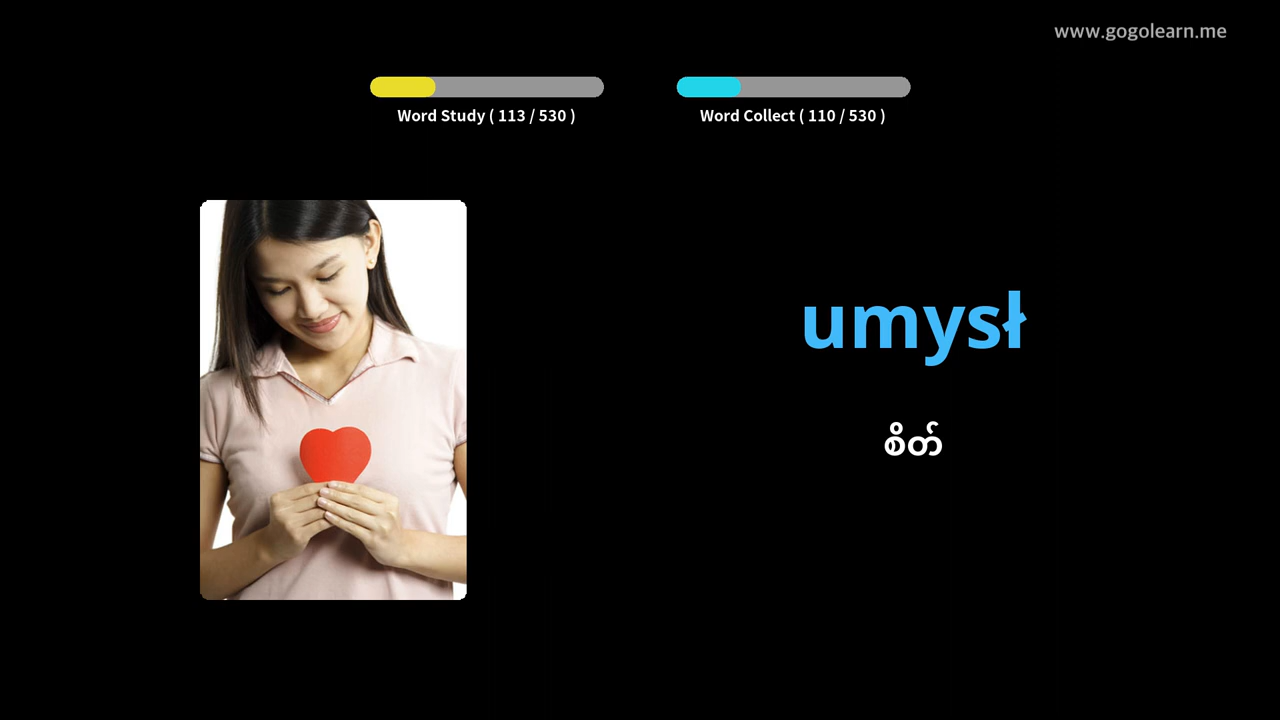 www.gogolearn.me
Word Study ( 113 / 530 )
Word Collect ( 110 / 530 )
umysł
စိတ်